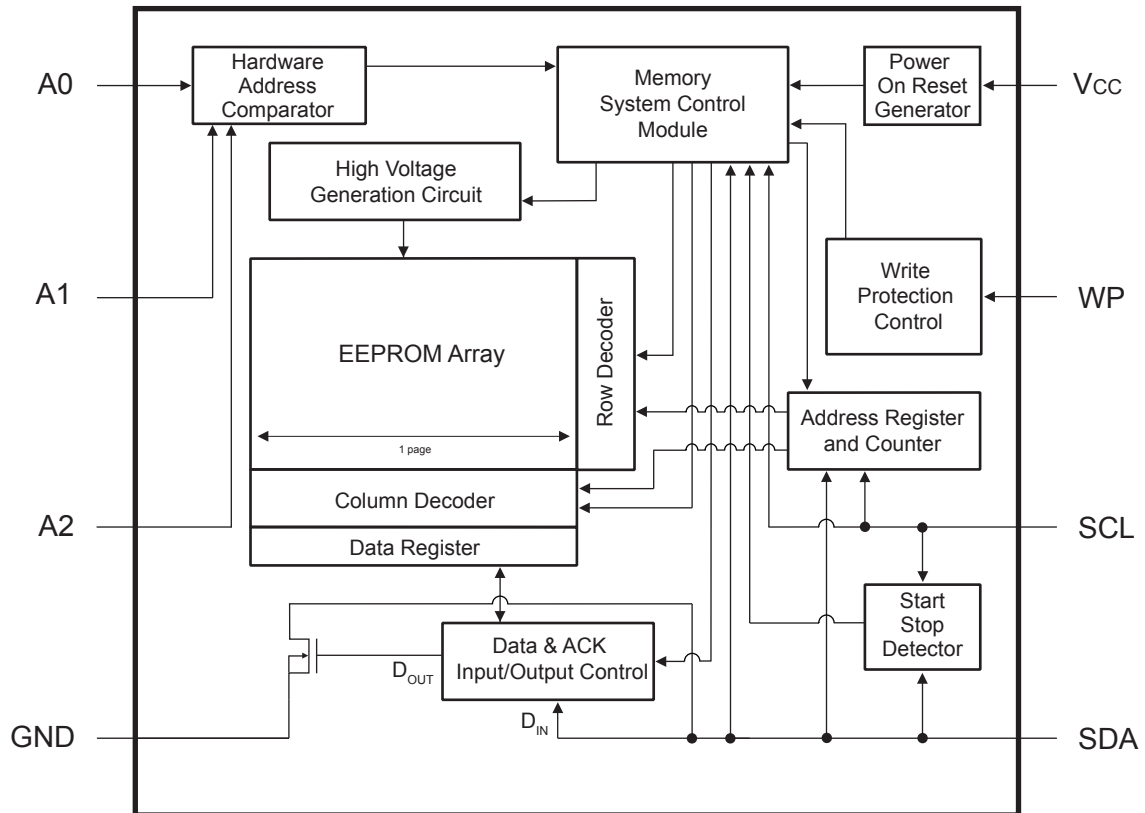 A0
Hardware
Address
Comparator
Memory
System Control
Module
Power
On Reset
Generator
VCC
High Voltage
Generation Circuit
A1
Write
Protection
Control
WP
EEPROM Array
Row Decoder
1 page
Address Register
and Counter
Column Decoder
A2
SCL
Data Register
Start
Stop
Detector
Data & ACK
Input/Output Control
DOUT
DIN
GND
SDA